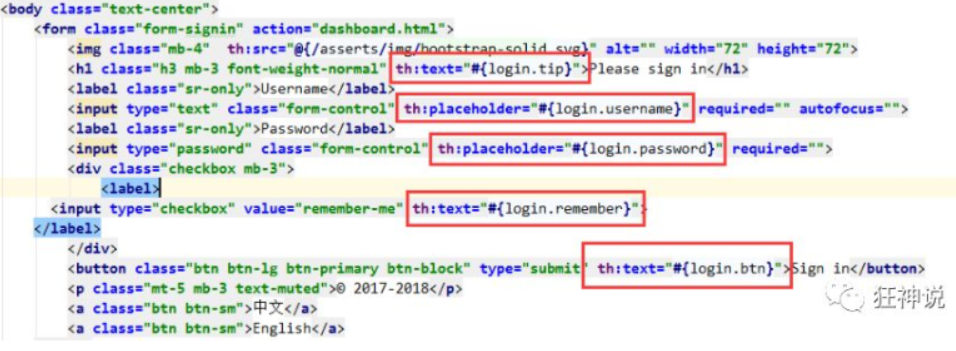 <body class="text-center">
<form class="form-signin" action="dashboard.html">
<img class="mb-4" th:src="@{/asserts/img/bootstrap-solid.svg}" alt="" width="72" height="72">
<h1 class="h3 mb-3 font-weight-normal" th:text="#{login.tip}">Please sign in</h1>
<label class="sr-only">Username</label>
<input type="text" class="form-control" th:placeholder="#{login.username}" required="" autofocus="">
<label class="sr-only">Password</label>
<input type="password" class="form-control" th:placeholder="#{login.password}" required="">
<div class="checkbox mb-3">
<label>
<input type="checkbox" value="remember-me" th:text="#{login.remember}">
</label>
</div>
<button class="btn btn-lg btn-primary btn-block" type="submit" th:text="#{login.btn}">Sign in</button>
<p class="mt-5 mb-3 text-muted">© 2017-2018</p>
<a class="btn btn-sm">中文</a>
<a class="btn btn-sm">English</a>
狂神说